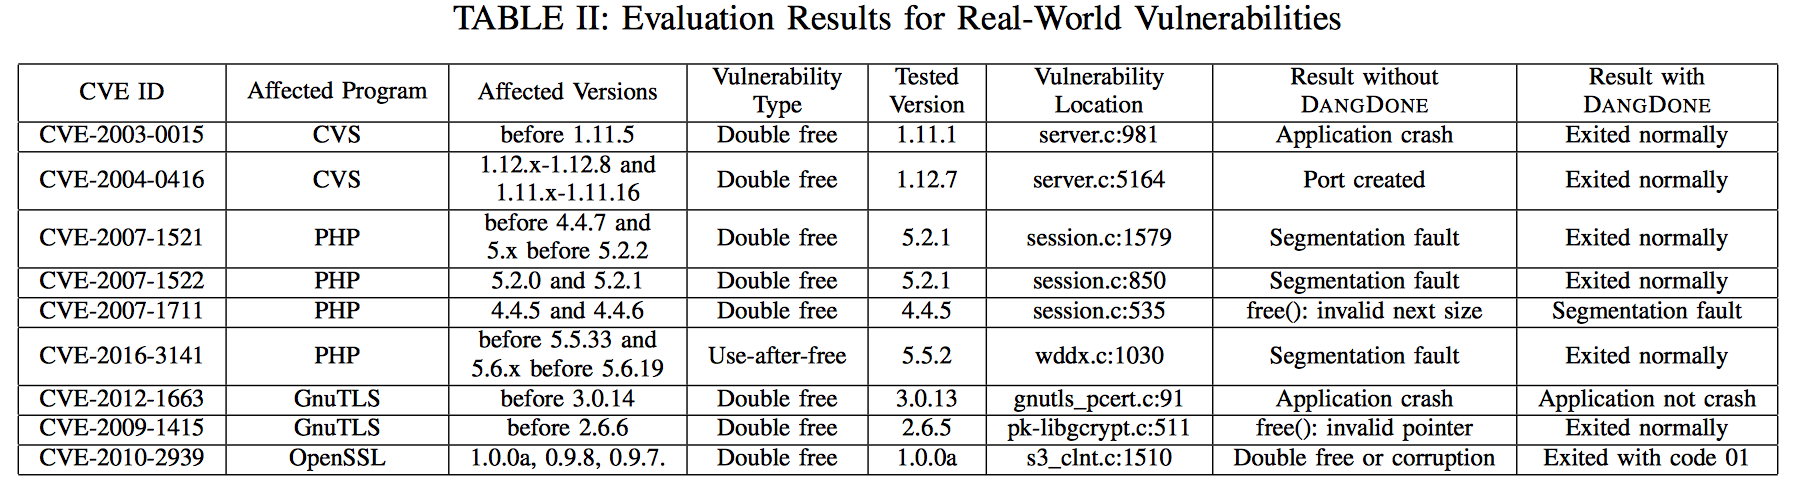 TABLE II: Evaluation Results for Real-World Vulnerabilities
CVE ID Affected Program Affected Versions Vulnerability Type Tested Version Vulnerability Location Result without DANGDONE Result with DANGDONE
CVE-2003-0015 CVS before 1.11.5 Double free 1.11.1 server.c:981 Application crash Exited normally
CVE-2004-0416 CVS 1.12.x-1.12.8 and 1.11.x-1.11.16 Double free 1.12.7 server.c:5164 Port created Exited normally
CVE-2007-1521 PHP before 4.4.7 and 5.x before 5.2.2 Double free 5.2.1 session.c:1579 Segmentation fault Exited normally
CVE-2007-1522 PHP 5.2.0 and 5.2.1 Double free 5.2.1 session.c:850 Segmentation fault Exited normally
CVE-2007-1711 PHP 4.4.5 and 4.4.6 Double free 4.4.5 session.c:535 free(): invalid next size Segmentation fault
CVE-2016-3141 PHP before 5.5.33 and 5.6.x before 5.6.19 Use-after-free 5.5.2 wddx.c:1030 Segmentation fault Exited normally
CVE-2012-1663 GnuTLS before 3.0.14 Double free 3.0.13 gnutls_pcert.c:91 Application crash Application not crash
CVE-2009-1415 GnuTLS before 2.6.6 Double free 2.6.5 pk-libgcrypt.c:511 free(): invalid pointer Exited normally
CVE-2010-2939 OpenSSL 1.0.0a, 0.9.8, 0.9.7. Double free 1.0.0a s3_clnt.c:1510 Double free or corruption Exited with code 01